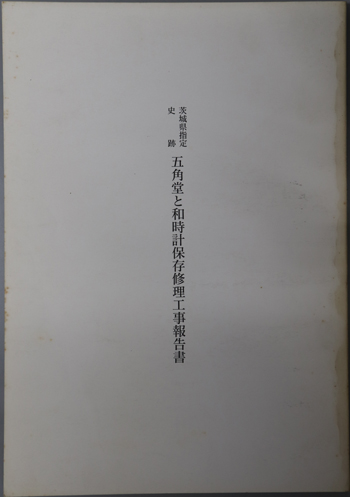 茨城県指定
史跡
五角堂と和時計保存修理工事報告書